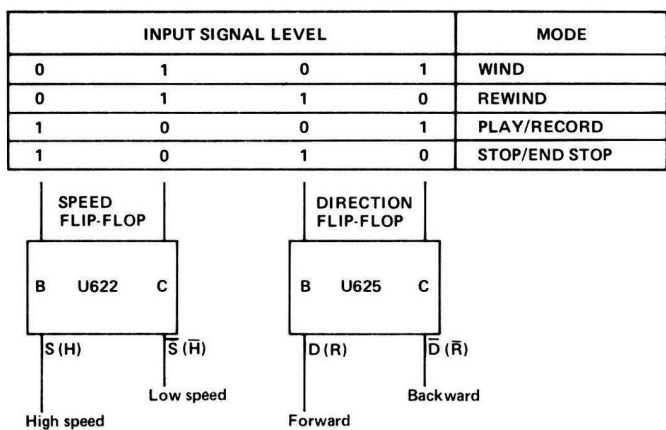 INPUT SIGNAL LEVEL MODE
0 1 0 1 WIND
0 1 1 0 REWIND
1 0 0 1 PLAY/RECORD
1 0 1 0 STOP/END STOP
SPEED DIRECTION
FLIP-FLOP FLIP-FLOP
B U622 C B U625 C
S (H) S̅ (H̅) D (R) D̅ (R̅)
Low speed Backward
High speed Forward